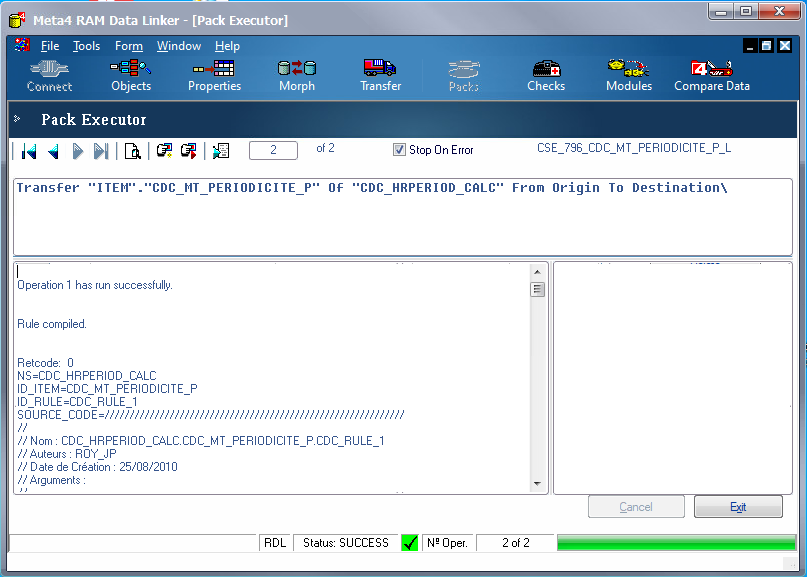 Meta4 RAM Data Linker - [Pack Executor]
File Tools Form Window Help
Connect Objects Properties Morph Transfer Packs Checks Modules Compare Data
Pack Executor
2 of 2 Stop On Error CSE_796_CDC_MT_PERIODICITE_P_L
Transfer "ITEM"."CDC_MT_PERIODICITE_P" Of "CDC_HRPERIOD_CALC" From Origin To Destination\
Operation 1 has run successfully.
Rule compiled.
Retcode: 0
NS=CDC_HRPERIOD_CALC
ID_ITEM=CDC_MT_PERIODICITE_P
ID_RULE=CDC_RULE_1
SOURCE_CODE=////////////////////////////////////////////////////////////
//
// Nom : CDC_HRPERIOD_CALC.CDC_MT_PERIODICITE_P.CDC_RULE_1
// Auteurs : ROY_JP
// Date de Création : 25/08/2010
// Arguments :
Cancel Exit
RDL Status: SUCCESS Nº Oper. 2 of 2